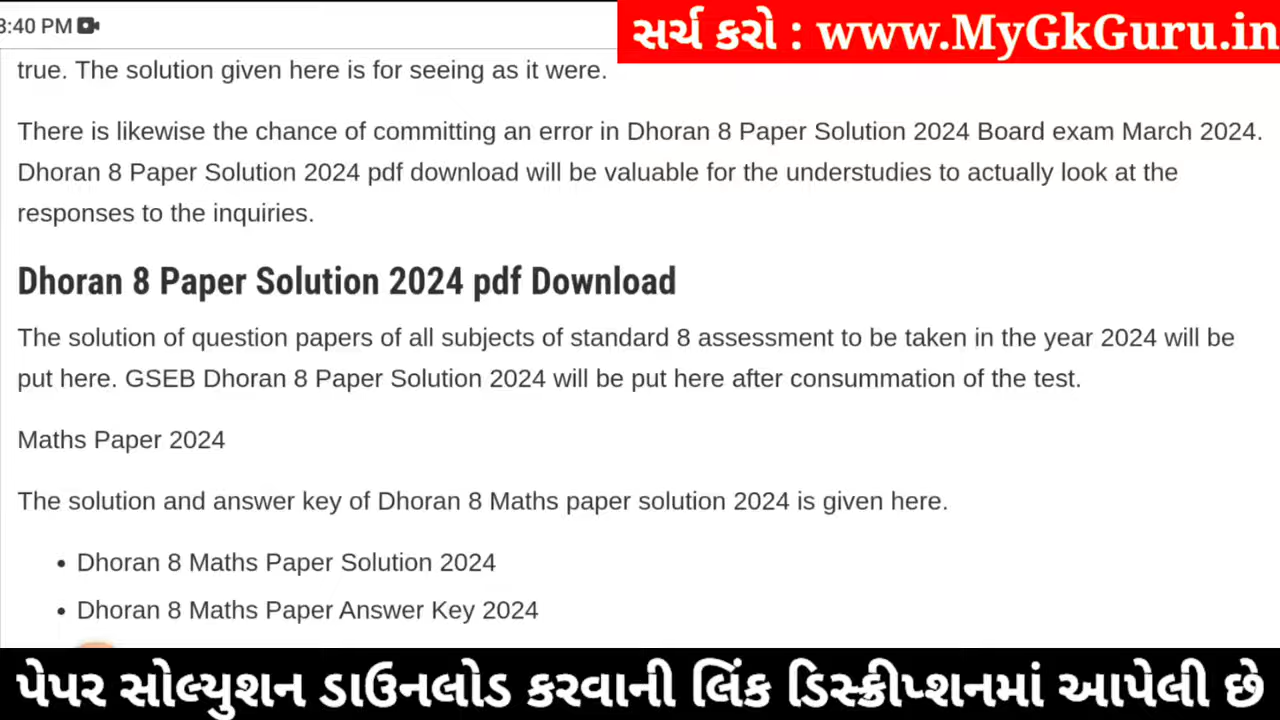 3:40 PM
સર્ચ કરો : www.MyGkGuru.in
true. The solution given here is for seeing as it were.
There is likewise the chance of committing an error in Dhoran 8 Paper Solution 2024 Board exam March 2024.
Dhoran 8 Paper Solution 2024 pdf download will be valuable for the understudies to actually look at the
responses to the inquiries.
Dhoran 8 Paper Solution 2024 pdf Download
The solution of question papers of all subjects of standard 8 assessment to be taken in the year 2024 will be
put here. GSEB Dhoran 8 Paper Solution 2024 will be put here after consummation of the test.
Maths Paper 2024
The solution and answer key of Dhoran 8 Maths paper solution 2024 is given here.
• Dhoran 8 Maths Paper Solution 2024
• Dhoran 8 Maths Paper Answer Key 2024
પેપર સોલ્યુશન ડાઉનલોડ કરવાની લિંક ડિસ્ક્રીપ્શનમાં આપેલી છે